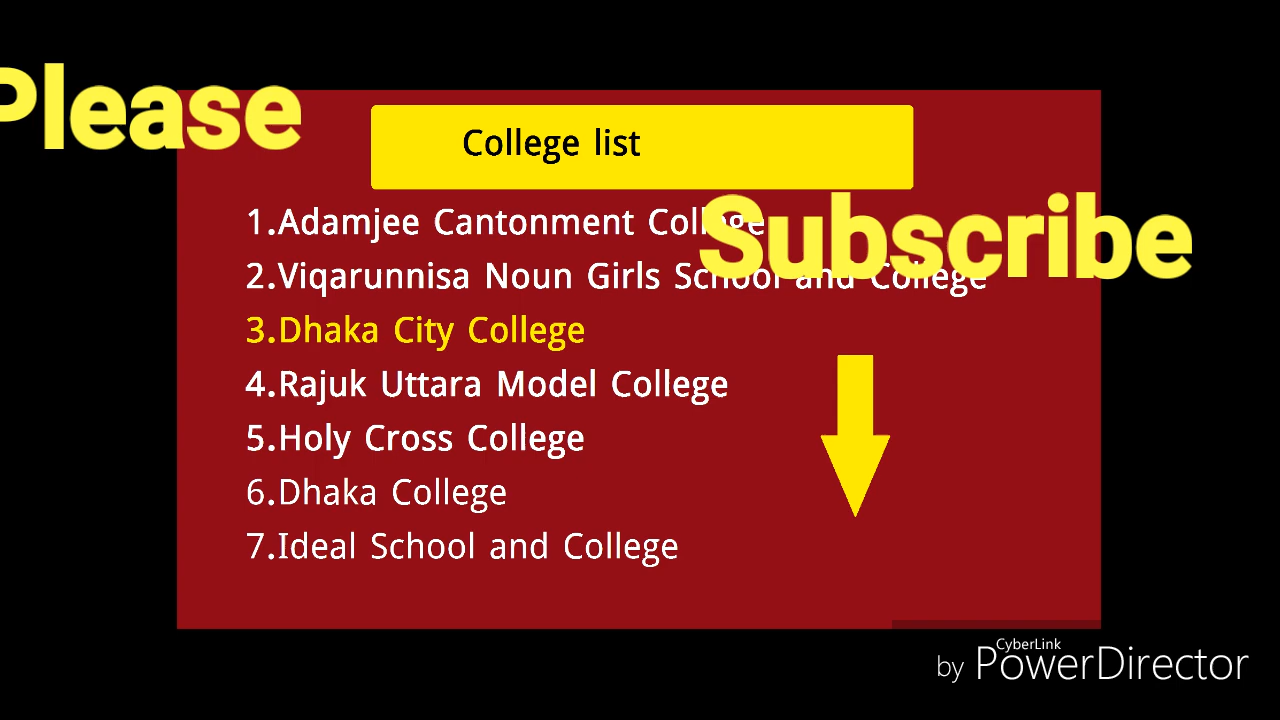 Please
College list
Subscribe
1.Adamjee Cantonment College
2.Viqarunnisa Noun Girls School and College
3.Dhaka City College
4.Rajuk Uttara Model College
5.Holy Cross College
6.Dhaka College
7.Ideal School and College
CyberLink
by PowerDirector